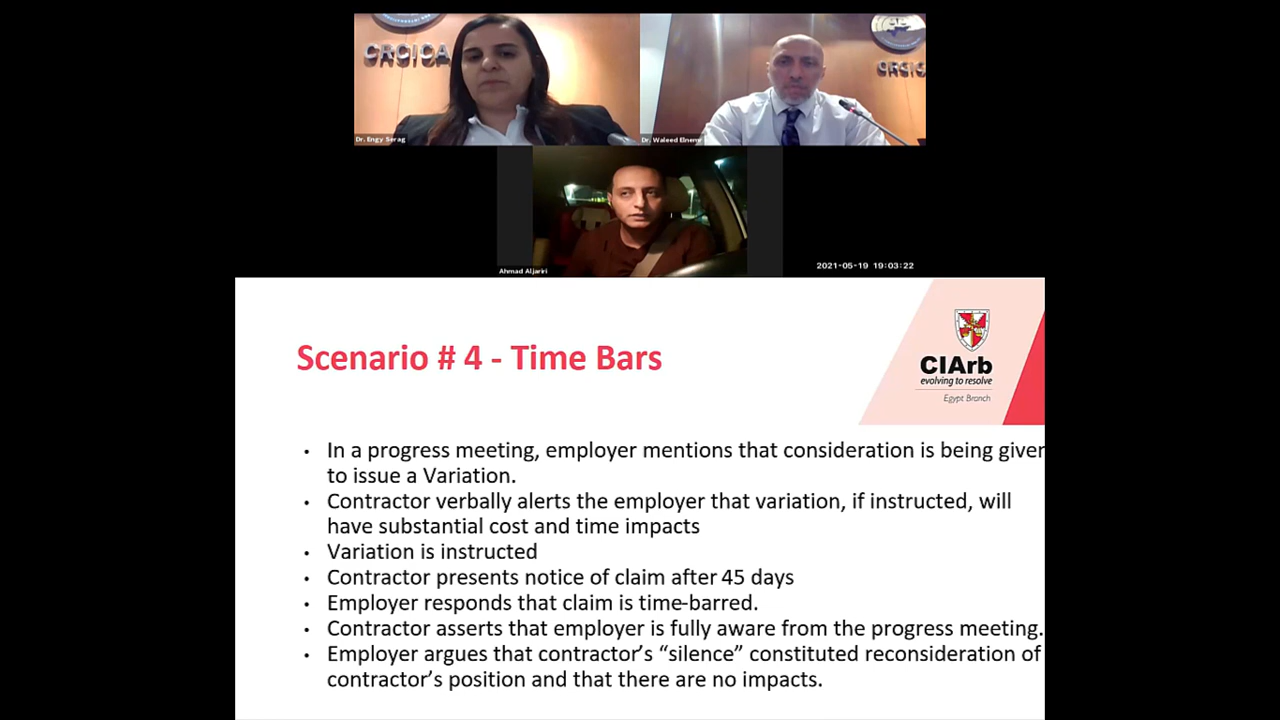 CRCICA
CRCIC
Dr. Engy Serag
Dr. Waleed Elnem
Ahmad Aljariri
2021-05-19 19:03:22
Scenario # 4 - Time Bars
CIArb
evolving to resolve
Egypt Branch
• In a progress meeting, employer mentions that consideration is being given
to issue a Variation.
• Contractor verbally alerts the employer that variation, if instructed, will
have substantial cost and time impacts
• Variation is instructed
• Contractor presents notice of claim after 45 days
• Employer responds that claim is time-barred.
• Contractor asserts that employer is fully aware from the progress meeting.
• Employer argues that contractor’s “silence” constituted reconsideration of
contractor’s position and that there are no impacts.